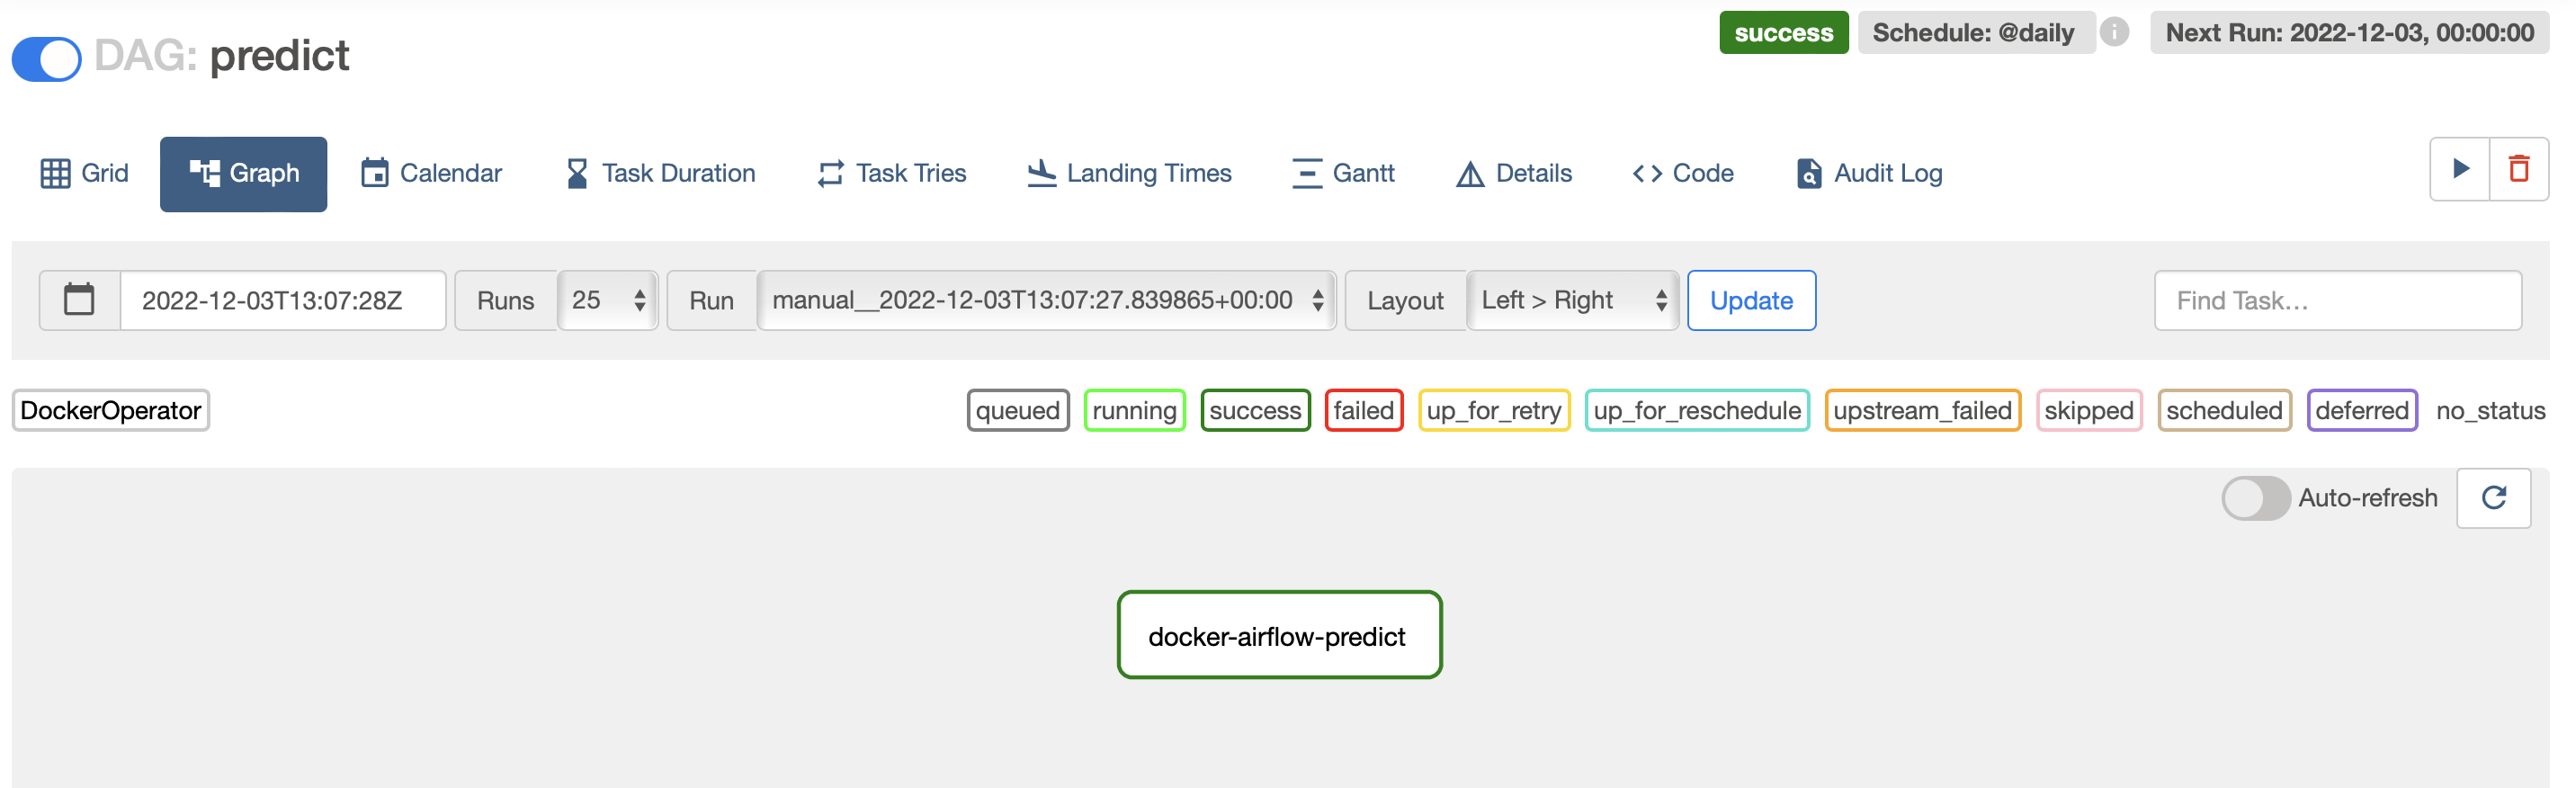 success Schedule: @daily i Next Run: 2022-12-03, 00:00:00
DAG: predict
Grid Graph Calendar Task Duration Task Tries Landing Times Gantt Details Code Audit Log
2022-12-03T13:07:28Z Runs 25 Run manual__2022-12-03T13:07:27.839865+00:00 Layout Left > Right Update Find Task...
DockerOperator queued running success failed up_for_retry up_for_reschedule upstream_failed skipped scheduled deferred no_status
Auto-refresh
docker-airflow-predict